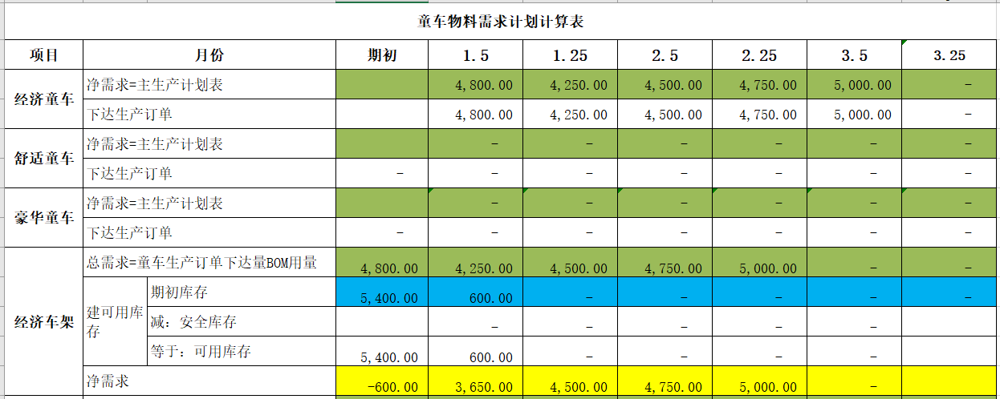 童车物料需求计划计算表
项目 月份 期初 1.5 1.25 2.5 2.25 3.5 3.25
经济童车 净需求=主生产计划表 4,800.00 4,250.00 4,500.00 4,750.00 5,000.00 -
下达生产订单 4,800.00 4,250.00 4,500.00 4,750.00 5,000.00 -
舒适童车 净需求=主生产计划表 - - - - - -
下达生产订单 - - - - - - -
豪华童车 净需求=主生产计划表 - - - - - -
下达生产订单 - - - - - - -
经济车架 总需求=童车生产订单下达量BOM用量 4,800.00 4,250.00 4,500.00 4,750.00 5,000.00 - -
建可用库存 期初库存 5,400.00 600.00 - - - - -
减: 安全库存 - - - - -
等于: 可用库存 5,400.00 600.00 - - - -
净需求 -600.00 3,650.00 4,500.00 4,750.00 5,000.00 -